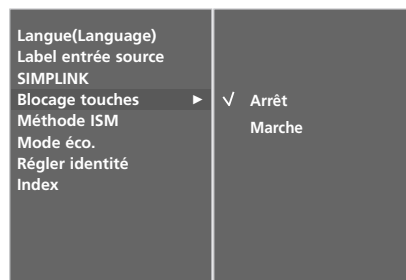 Langue(Language)
Label entrée source
SIMPLINK
Blocage touches ►
Méthode ISM
Mode éco.
Régler identité
Index
√ Arrêt
Marche